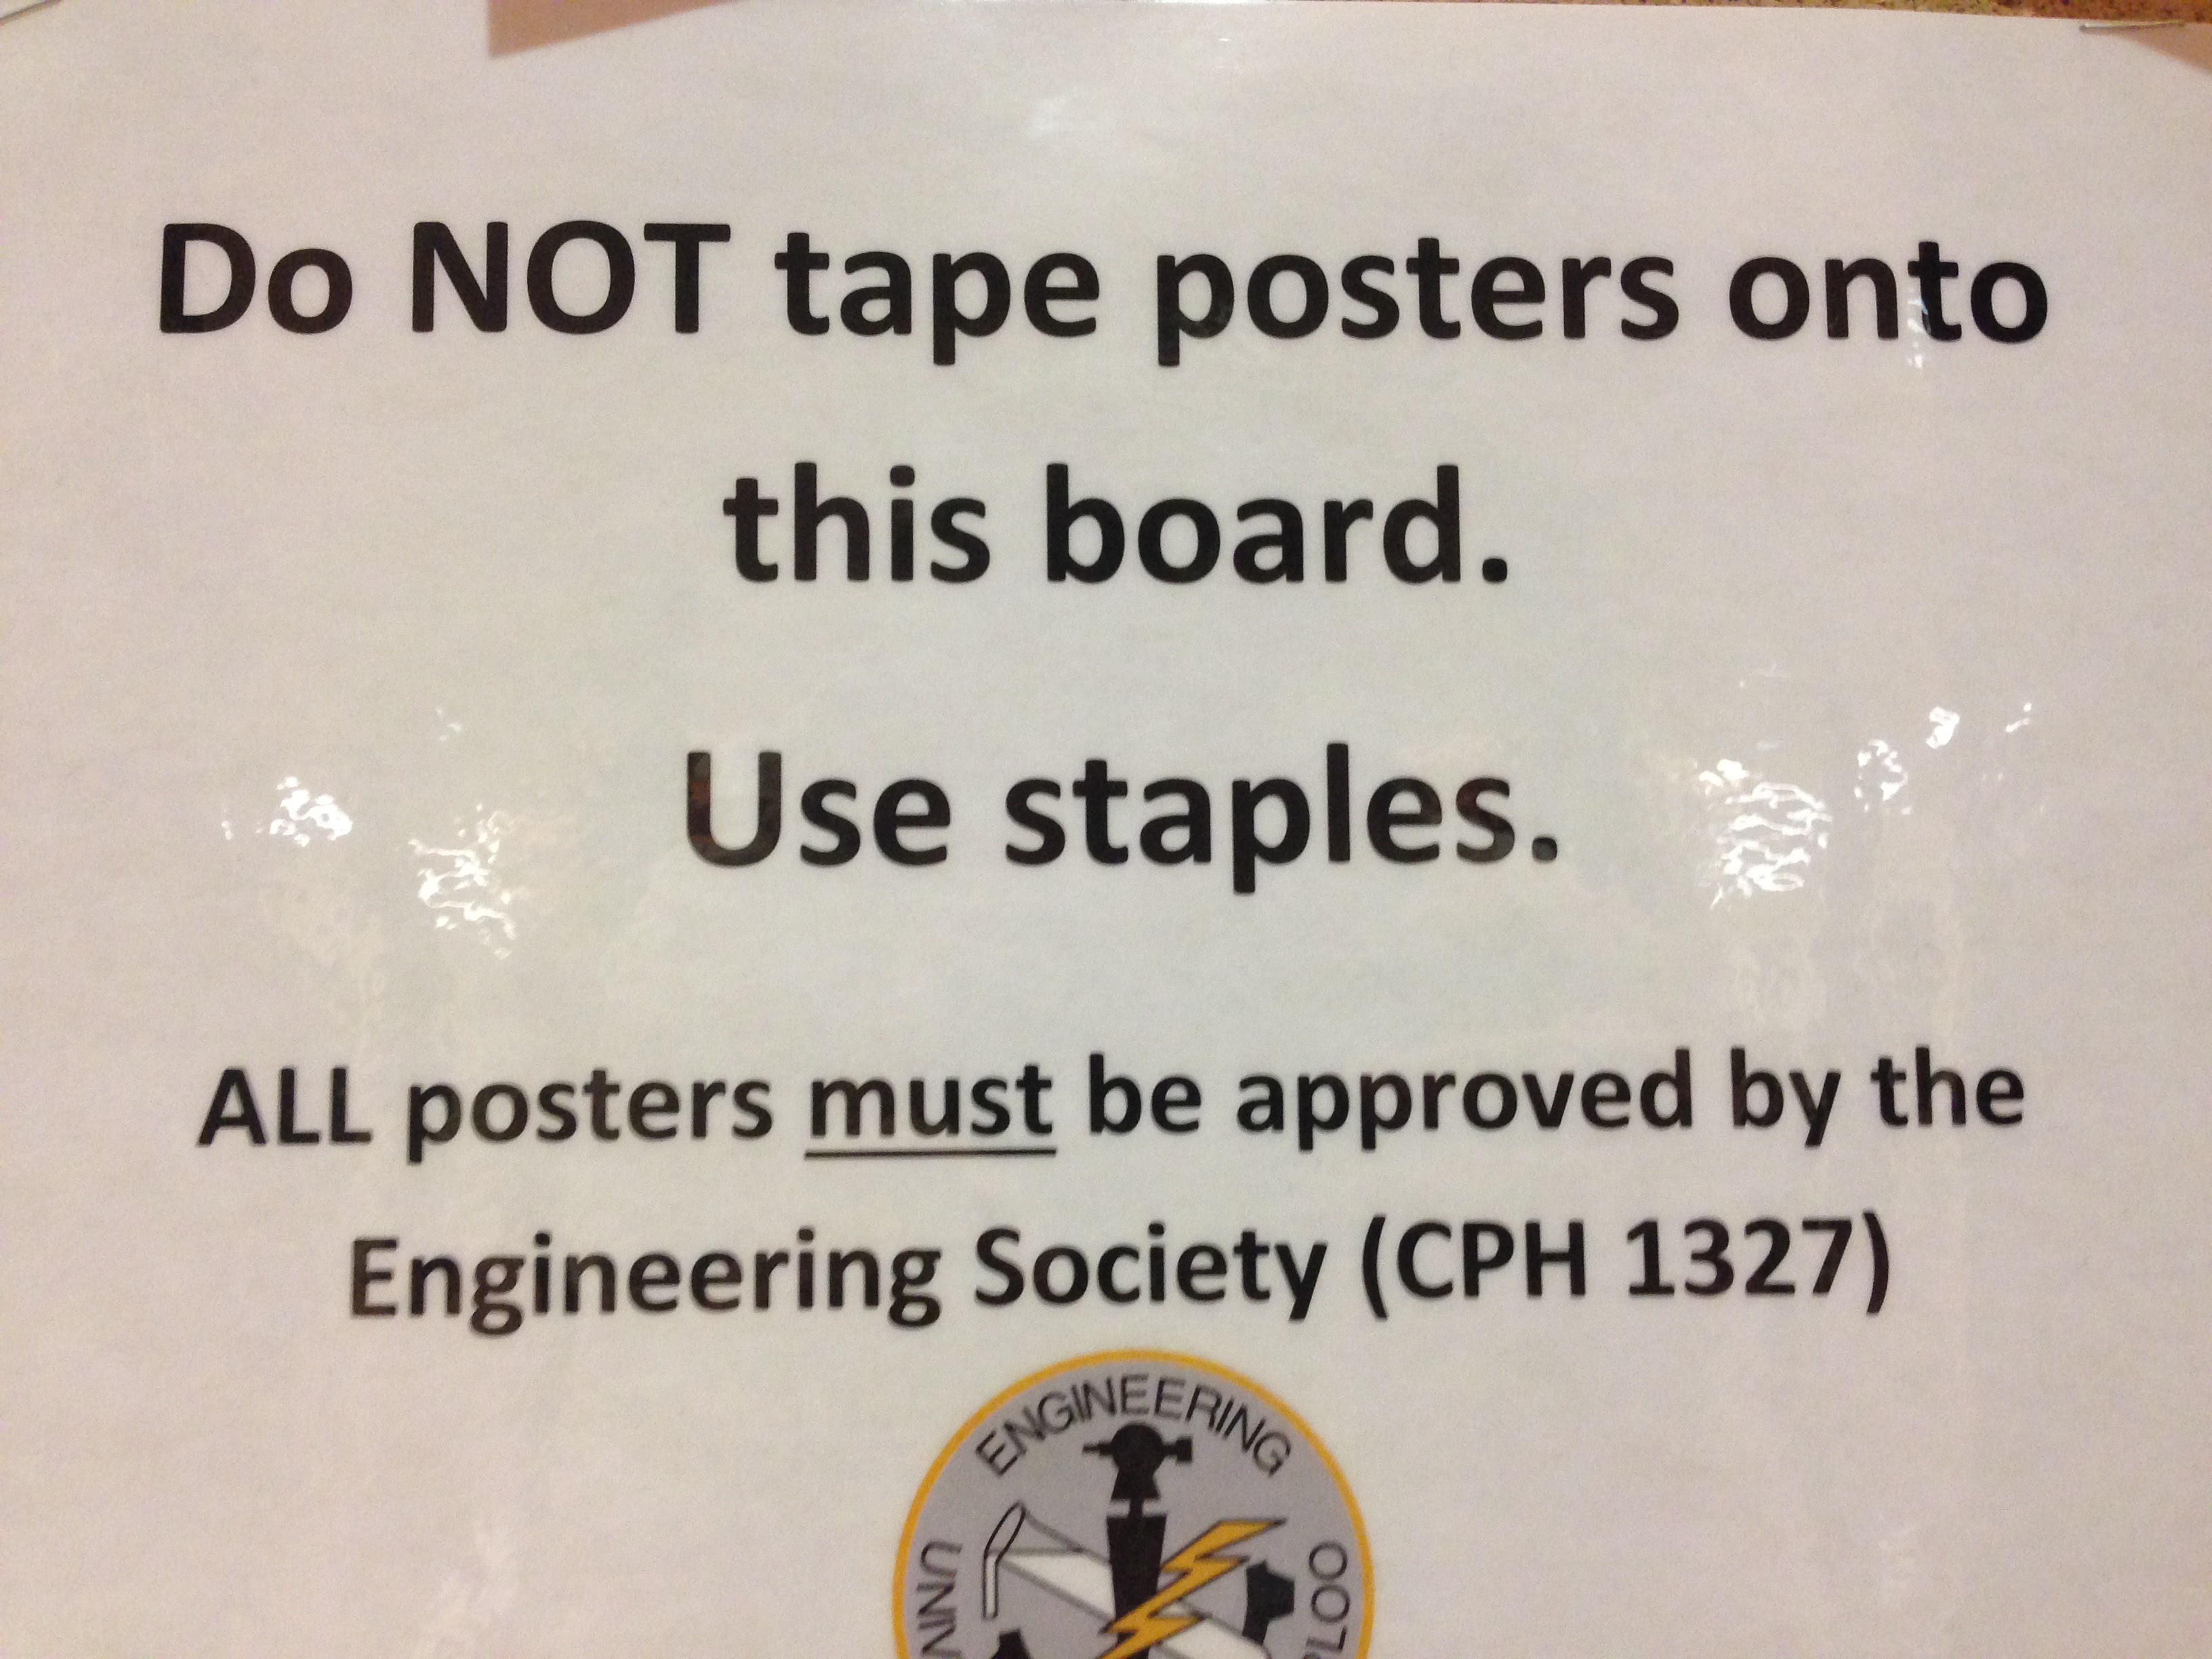 Do NOT tape posters onto
this board.
Use staples.
ALL posters must be approved by the
Engineering Society (CPH 1327)
ENGINEERING